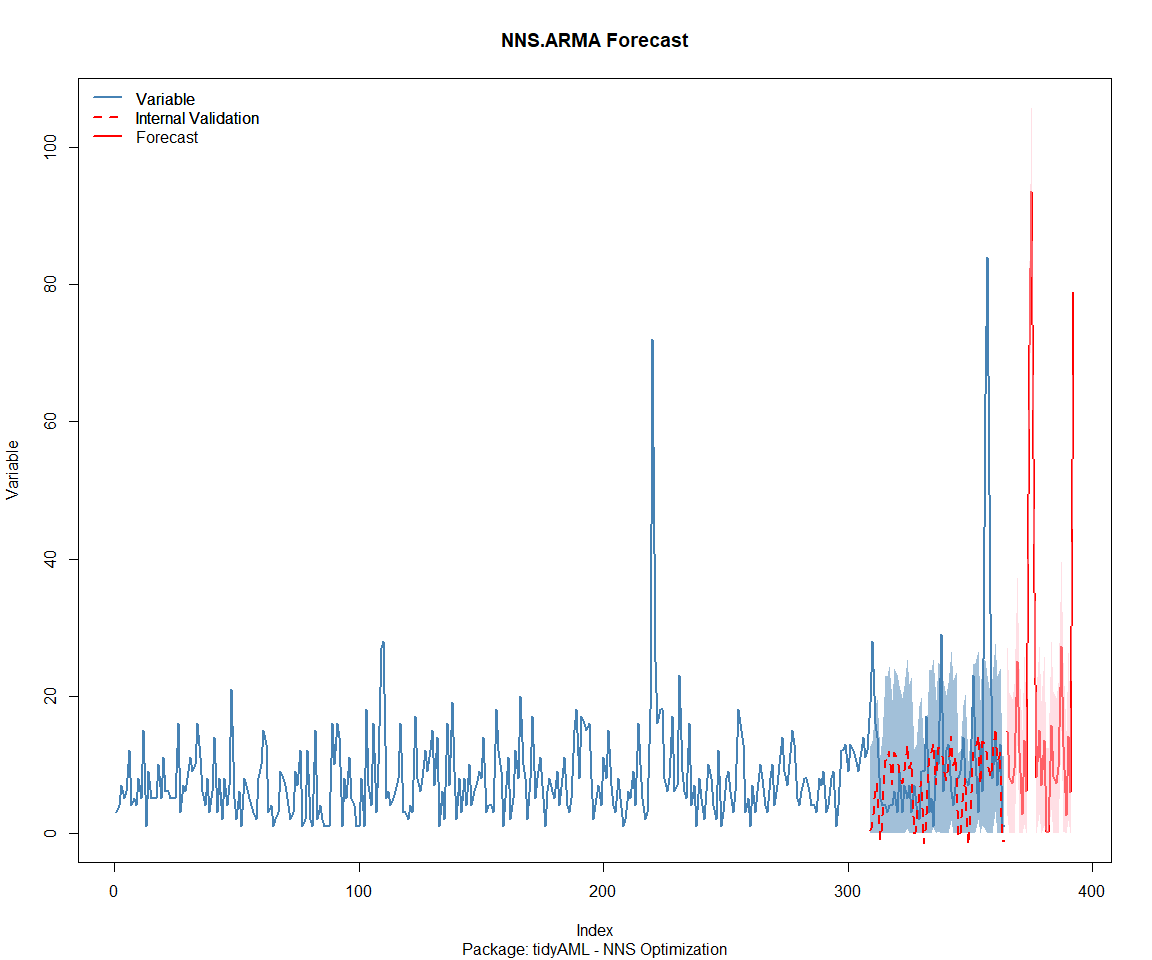 NNS.ARMA Forecast
Variable
Internal Validation
Forecast
Variable
100
80
60
40
20
0
0 100 200 300 400
Index
Package: tidyAML - NNS Optimization